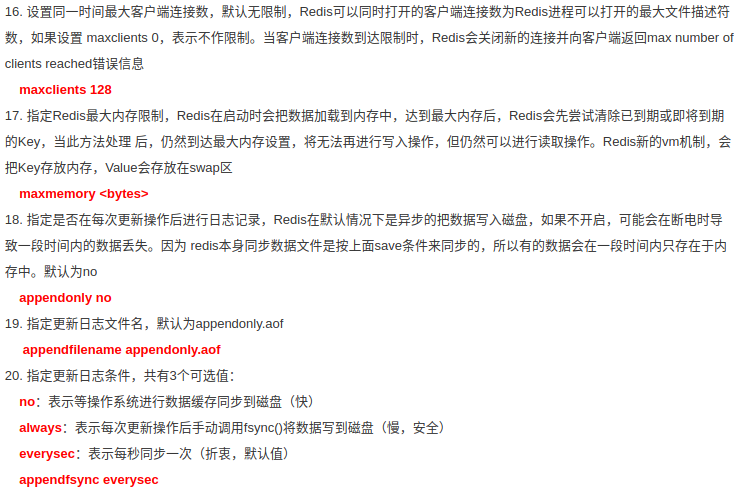 16. 设置同一时间最大客户端连接数，默认无限制，Redis可以同时打开的客户端连接数为Redis进程可以打开的最大文件描述符
数，如果设置 maxclients 0，表示不作限制。当客户端连接数到达限制时，Redis会关闭新的连接并向客户端返回max number of
clients reached错误信息
maxclients 128
17. 指定Redis最大内存限制，Redis在启动时会把数据加载到内存中，达到最大内存后，Redis会先尝试清除已到期或即将到期
的Key，当此方法处理 后，仍然到达最大内存设置，将无法再进行写入操作，但仍然可以进行读取操作。Redis新的vm机制，会
把Key存放内存，Value会存放在swap区
maxmemory <bytes>
18. 指定是否在每次更新操作后进行日志记录，Redis在默认情况下是异步的把数据写入磁盘，如果不开启，可能会在断电时导
致一段时间内的数据丢失。因为 redis本身同步数据文件是按上面save条件来同步的，所以有的数据会在一段时间内只存在于内
存中。默认为no
appendonly no
19. 指定更新日志文件名，默认为appendonly.aof
appendfilename appendonly.aof
20. 指定更新日志条件，共有3个可选值：
no：表示等操作系统进行数据缓存同步到磁盘（快）
always：表示每次更新操作后手动调用fsync()将数据写到磁盘（慢，安全）
everysec：表示每秒同步一次（折衷，默认值）
appendfsync everysec